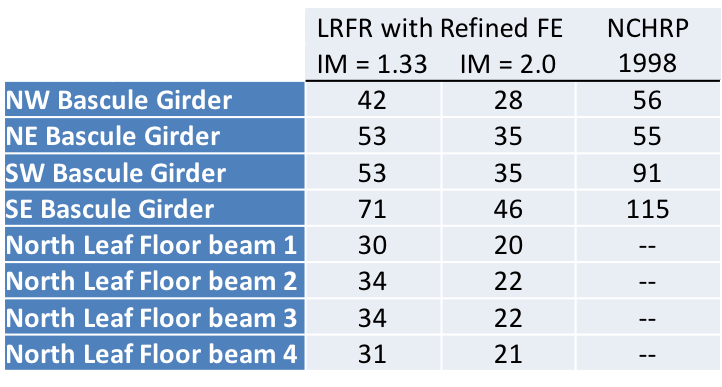 LRFR with Refined FE NCHRP
IM = 1.33 IM = 2.0 1998
NW Bascule Girder 42 28 56
NE Bascule Girder 53 35 55
SW Bascule Girder 53 35 91
SE Bascule Girder 71 46 115
North Leaf Floor beam 1 30 20 --
North Leaf Floor beam 2 34 22 --
North Leaf Floor beam 3 34 22 --
North Leaf Floor beam 4 31 21 --